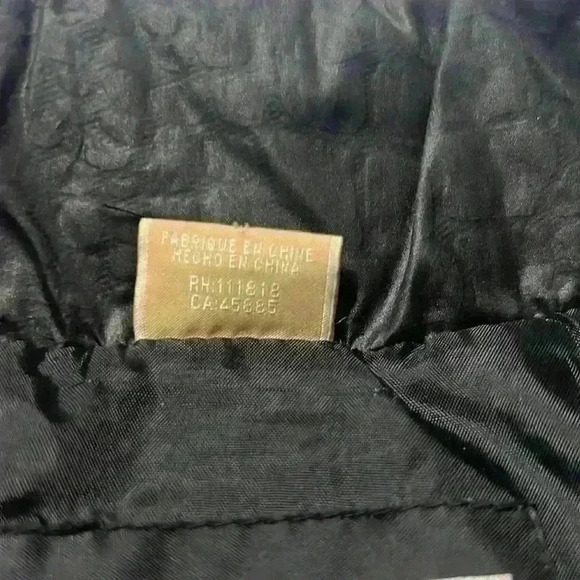 FABRIQUE EN CHINE
HECHO EN CHINA
RN:111818
CA:45685